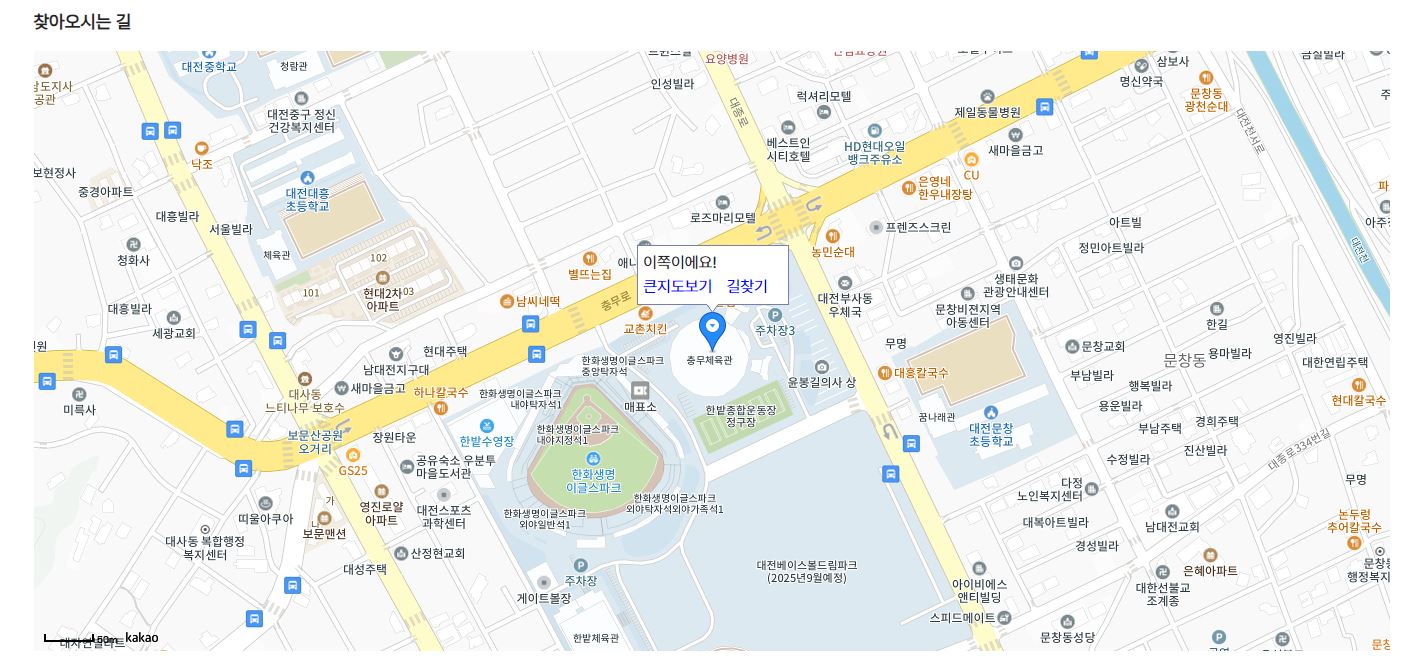 찾아오시는 길
대전중학교
청람관
인성빌라
요양병원
삼보사
명신약국
공관
대전중구 정신
건강복지센터
럭셔리모텔
대종로
제일동물병원
문창동
광천순대
대전천서로
낙조
베스트인
시티호텔
HD현대오일
뱅크주유소
새마을금고
CU
보현정사
중경아파트
대전대흥
초등학교
은영네
한우내장탕
대흥빌라
서울빌라
로즈마리모텔
프렌즈스크린
아트빌
정민아트빌라
청화사
체육관
102
101
현대2차
아파트
03
별뜨는집
애니
이쪽이에요!
큰지도보기 길찾기
농민순대
생태문화
관광안내센터
대전천
대흥빌라
세광교회
남씨네떡
충무로
교촌치킨
주차장3
대전부사동
우체국
문창비젼지역
아동센터
한길
영진빌라
현대주택
남대전지구대
한화생명이글스파크
중앙탁자석
충무체육관
무명
문창교회
문창동
용마빌라
대한연립주택
대사동
느티나무 보호수
새마을금고
하나칼국수
한화생명이글스파크
내야탁자석1
매표소
윤봉길의사 상
대흥칼국수
부남빌라
행복빌라
현대칼국수
미륵사
용운빌라
한밭종합운동장
정구장
꿈나래관
대전문창
초등학교
경희주택
부남주택
보문산공원
오거리
장원타운
한밭수영장
한화생명이글스파크
내야지정석1
진산빌라
대종로334번길
GS25
공유숙소 우분투
마을도서관
한화생명
이글스파크
수정빌라
다정
노인복지센터
무명
가
나
영진로얄
아파트
대전스포츠
과학센터
한화생명이글스파크
외야탁자석외야가족석1
한화생명이글스파크
외야일반석1
띠울아쿠아
보문맨션
대복아트빌라
남대전교회
논두렁
추어칼국수
대사동 복합행정
복지센터
산정현교회
대성주택
경성빌라
은혜아파트
주차장
게이트볼장
대전베이스볼드림파크
(2025년9월예정)
아이비에스
앤티빌딩
대한선불교
조계종
행정복지
스피드메이트
문창동성당
한밭체육관
50m
kakao